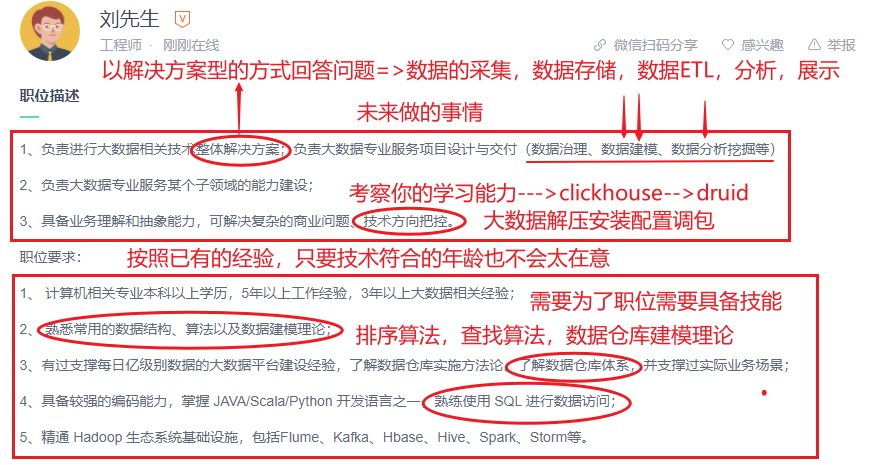 刘先生
工程师 · 刚刚在线
微信扫码分享 感兴趣 举报
以解决方案型的方式回答问题=>数据的采集，数据存储，数据ETL，分析，展示
职位描述
未来做的事情
1、负责进行大数据相关技术整体解决方案；负责大数据专业服务项目设计与交付（数据治理、数据建模、数据分析挖掘等）
2、负责大数据专业服务某个子领域的能力建设；
考察你的学习能力--->clickhouse-->druid
3、具备业务理解和抽象能力，可解决复杂的商业问题、技术方向把控。
大数据解压安装配置调包
职位要求：
按照已有的经验，只要技术符合的年龄也不会太在意
1、 计算机相关专业本科以上学历，5年以上工作经验，3年以上大数据相关经验；
需要为了职位需要具备技能
2、熟悉常用的数据结构、算法以及数据建模理论；
排序算法，查找算法，数据仓库建模理论
3、有过支撑每日亿级别数据的大数据平台建设经验，了解数据仓库实施方法论，了解数据仓库体系，并支撑过实际业务场景；
4、具备较强的编码能力，掌握 JAVA/Scala/Python 开发语言之一，熟练使用 SQL 进行数据访问；
5、精通 Hadoop 生态系统基础设施，包括Flume、Kafka、Hbase、Hive、Spark、Storm等。